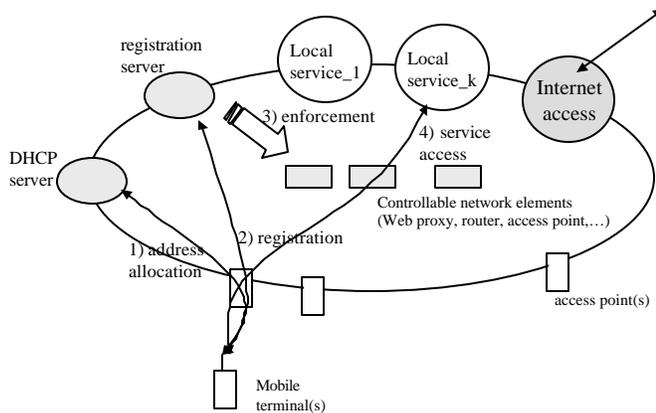 registration
server
Local
service_1
Local
service_k
Internet
access
3) enforcement
4) service
access
DHCP
server
Controllable network elements
(Web proxy, router, access point,…)
2) registration
1) address
allocation
access point(s)
Mobile
terminal(s)